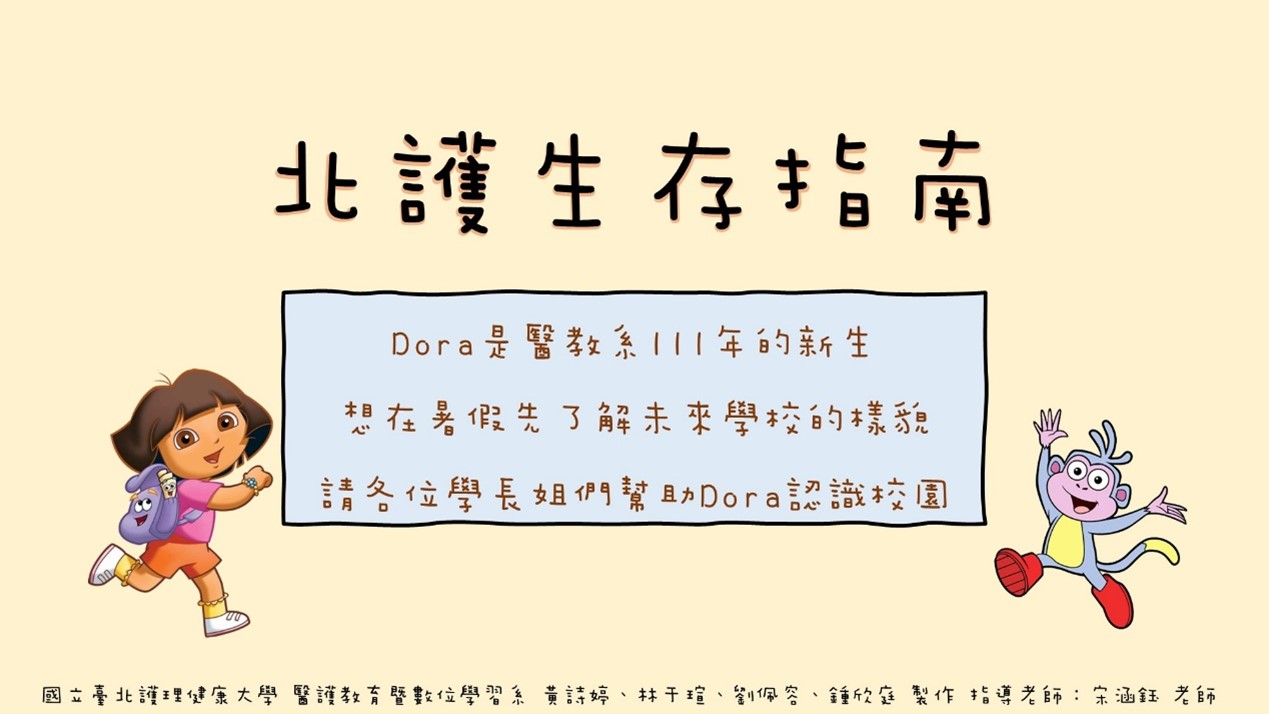 北護生存指南
Dora是醫教系111年的新生
想在暑假先了解未來學校的樣貌
請各位學長姐們幫助Dora認識校園
國立臺北護理健康大學 醫護教育暨數位學習系 黃詩婷、林于瑄、劉佩容、鍾欣庭 製作 指導老師：宋涵鈺 老師